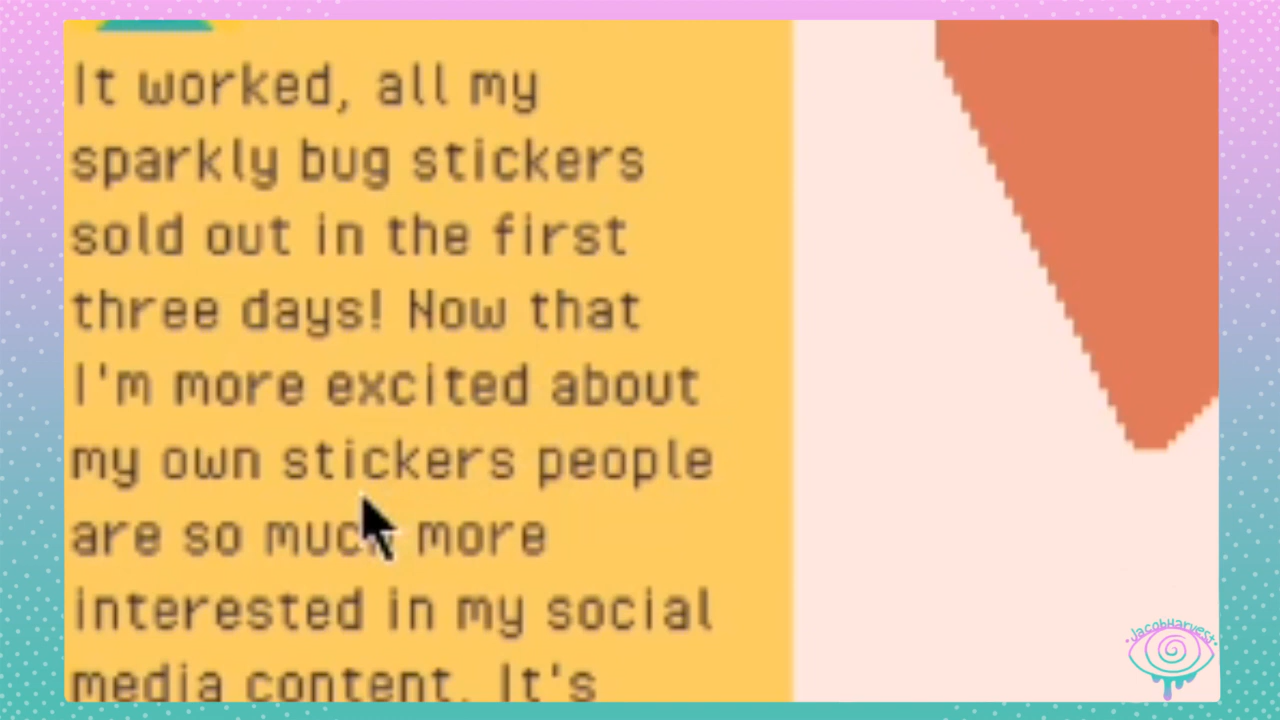 It worked, all my
sparkly bug stickers
sold out in the first
three days! Now that
I'm more excited about
my own stickers people
are so much more
interested in my social
media content. It's
JacobHarvest